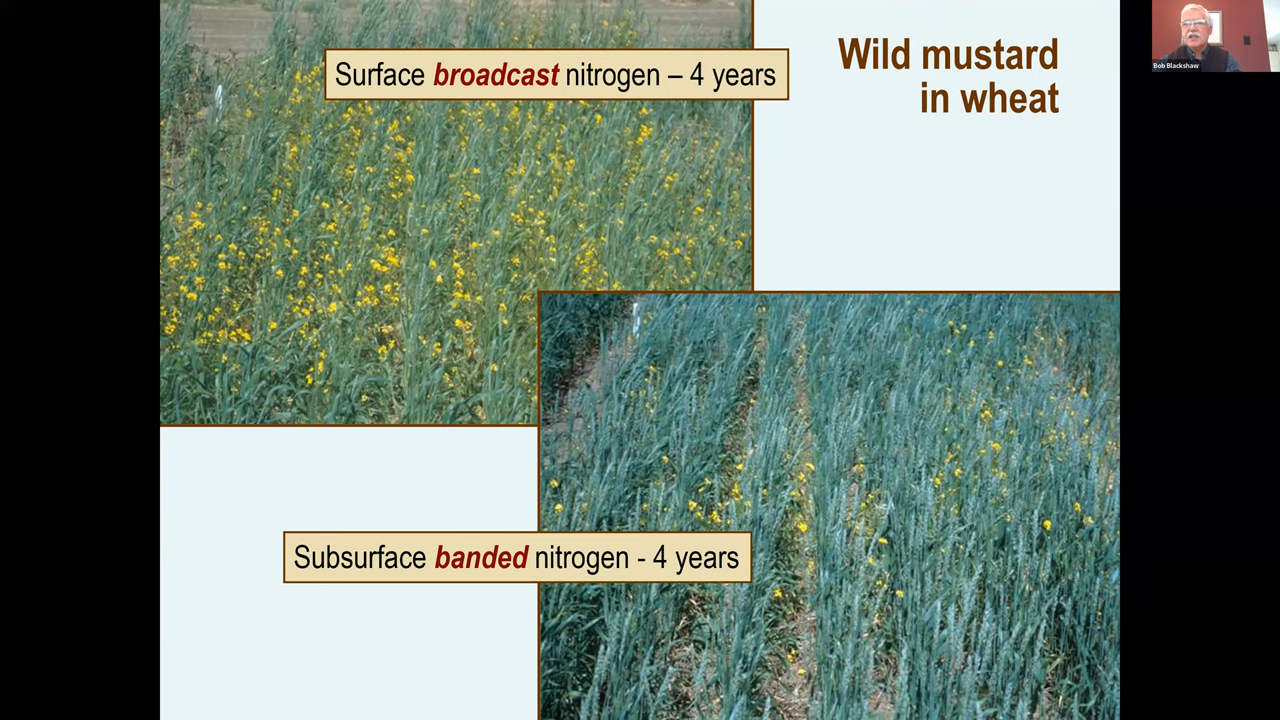 Surface broadcast nitrogen – 4 years
Wild mustard
in wheat
Bob Blackshaw
Subsurface banded nitrogen - 4 years